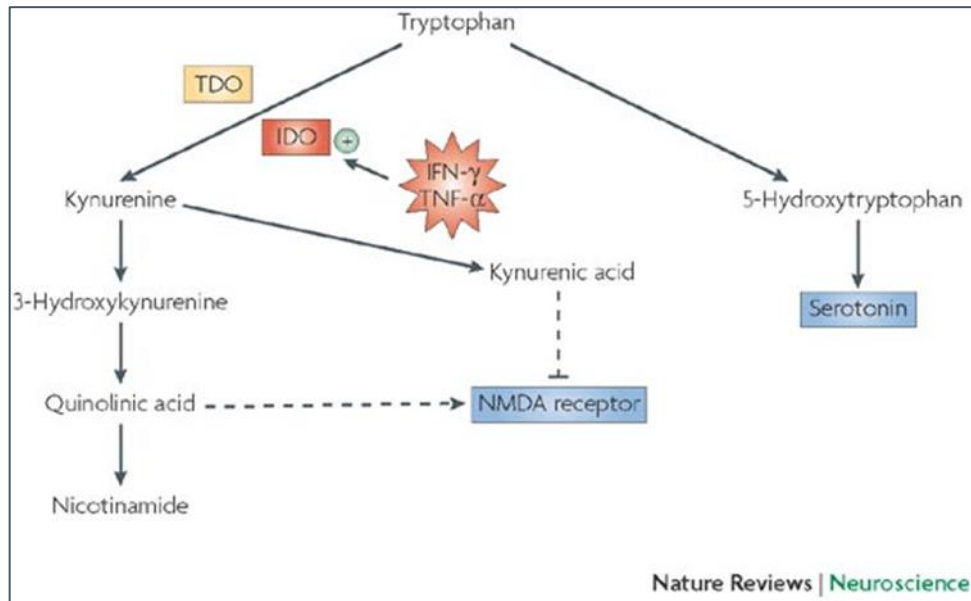 Tryptophan
TDO
IDO +
IFN-γ
TNF-α
Kynurenine
5-Hydroxytryptophan
Kynurenic acid
3-Hydroxykynurenine
Serotonin
Quinolinic acid
NMDA receptor
Nicotinamide
Nature Reviews | Neuroscience